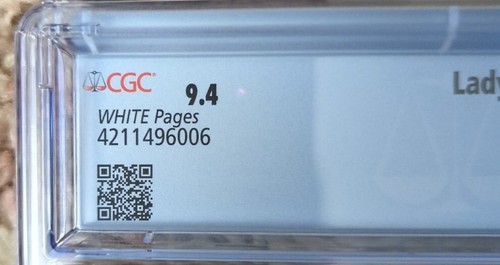 CGC
9.4
Lady
WHITE Pages
4211496006